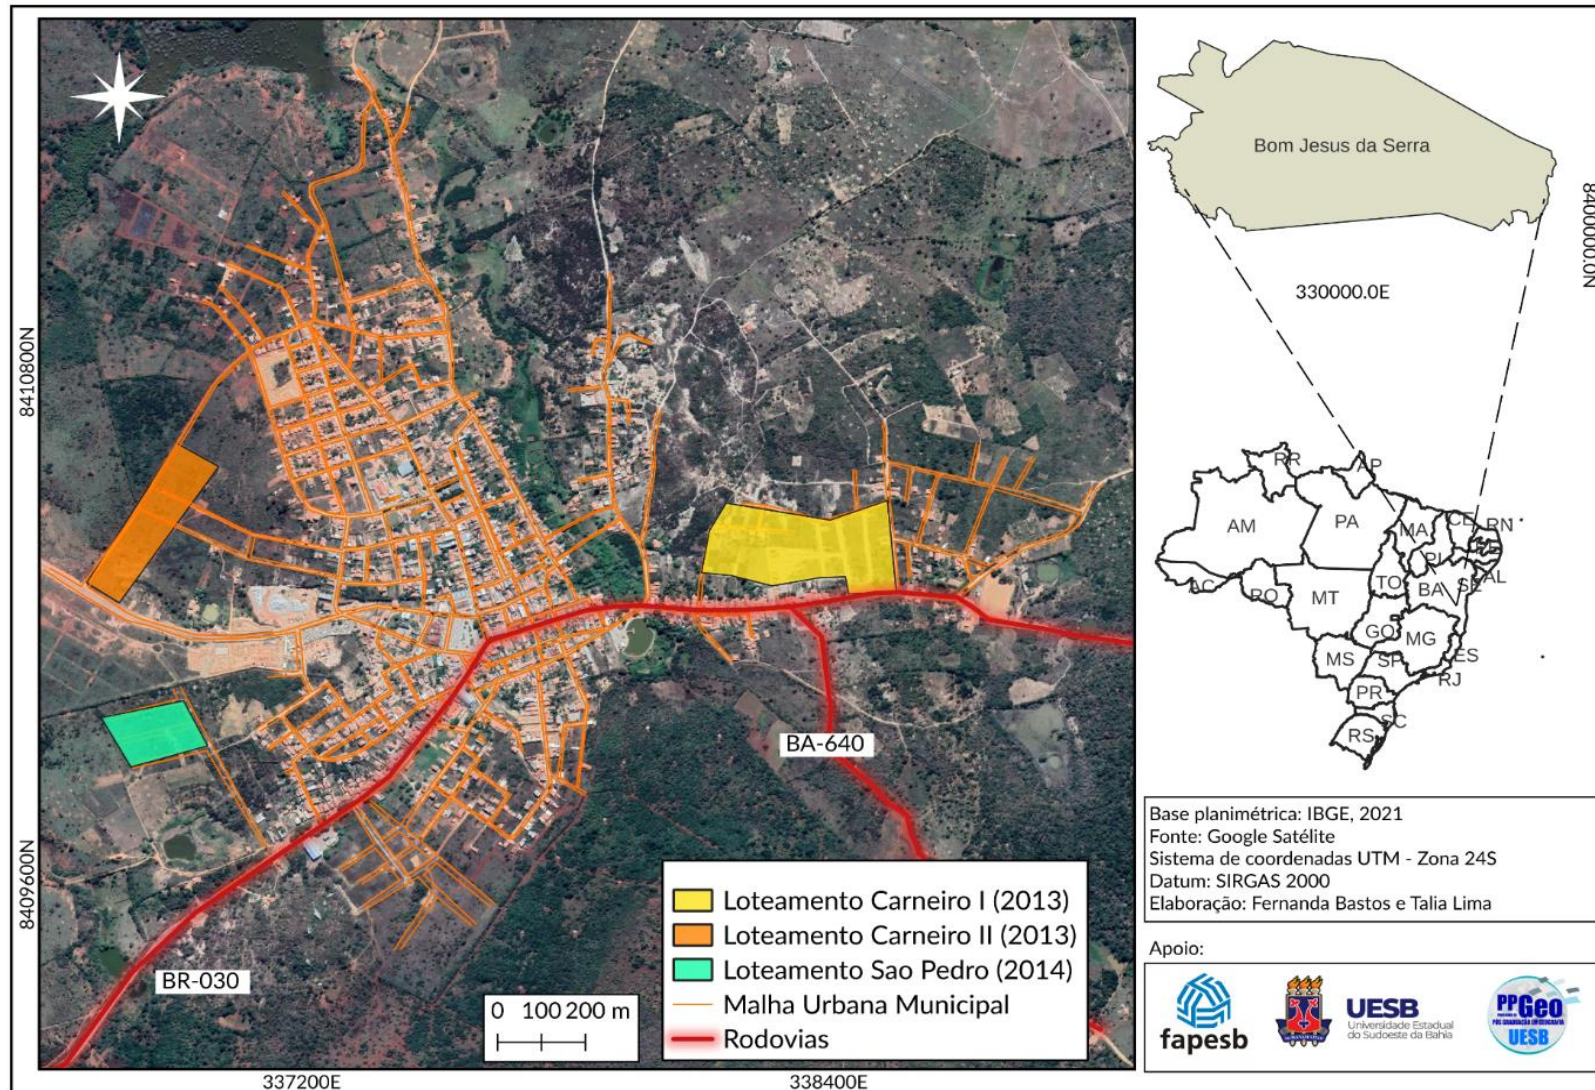 8410800N
8409600N
337200E
338400E
BA-640
BR-030
0 100 200 m
Loteamento Carneiro I (2013)
Loteamento Carneiro II (2013)
Loteamento Sao Pedro (2014)
Malha Urbana Municipal
Rodovias
Bom Jesus da Serra
8400000.0N
330000.0E
RR
AP
AM
PA
MA
CE
RN
PI
PE
AC
RO
MT
TO
BA
SE
AL
GO
MG
MS
SP
ES
RJ
PR
SC
RS
Base planimétrica: IBGE, 2021
Fonte: Google Satélite
Sistema de coordenadas UTM - Zona 24S
Datum: SIRGAS 2000
Elaboração: Fernanda Bastos e Talia Lima
Apoio:
fapesb
UESB
Universidade Estadual
do Sudoeste da Bahia
PPGeo
UESB